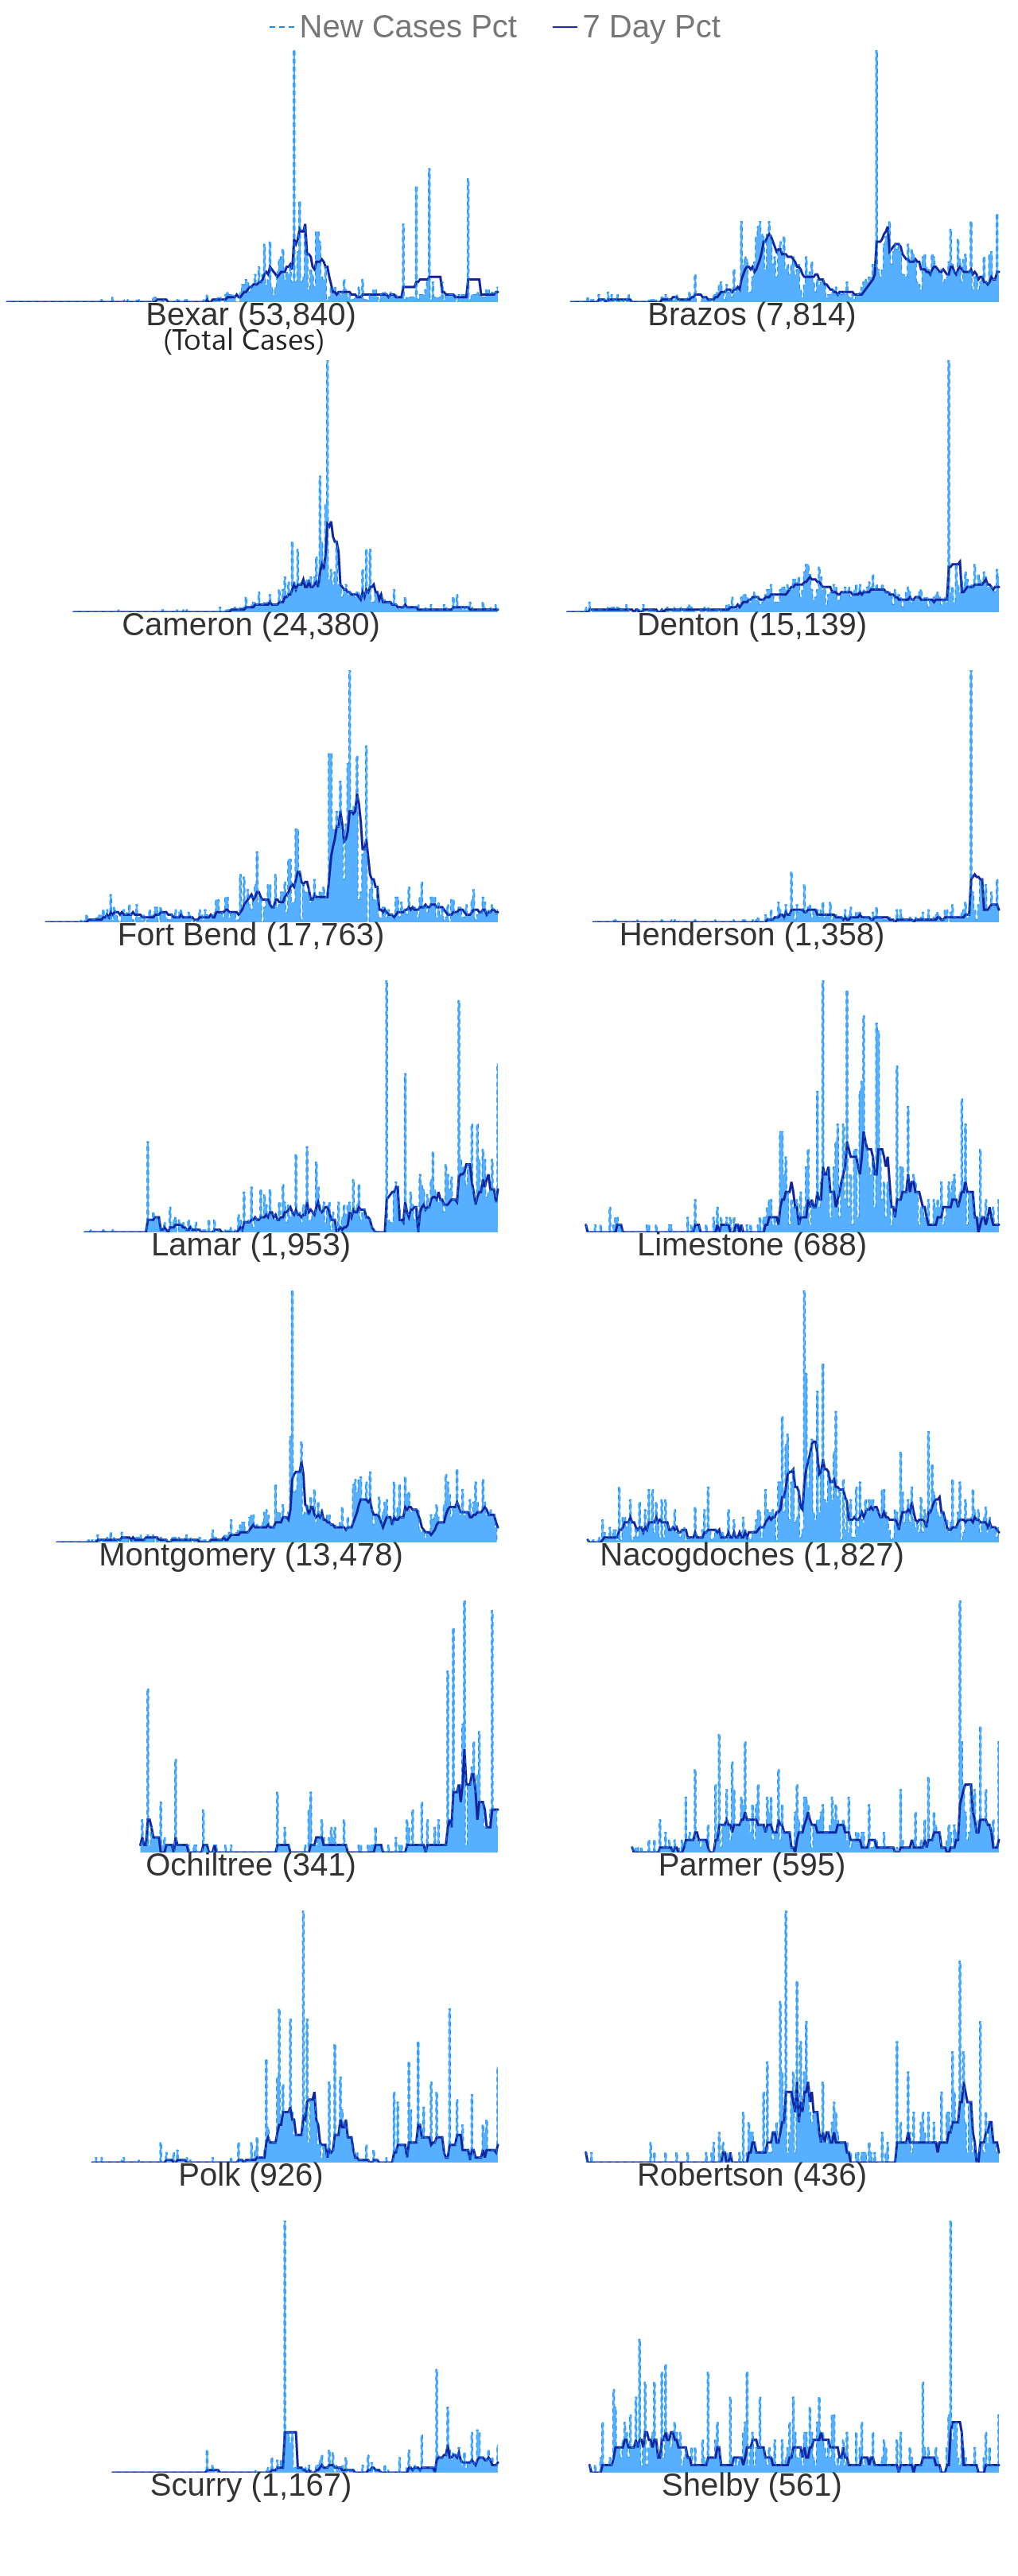 New Cases Pct 7 Day Pct
Bexar (53,840) Brazos (7,814)
(Total Cases)
Cameron (24,380) Denton (15,139)
Fort Bend (17,763) Henderson (1,358)
Lamar (1,953) Limestone (688)
Montgomery (13,478) Nacogdoches (1,827)
Ochiltree (341) Parmer (595)
Polk (926) Robertson (436)
Scurry (1,167) Shelby (561)